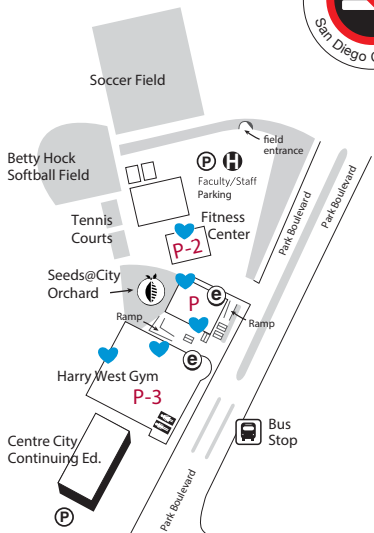 San Diego C
Soccer Field
field
entrance
Betty Hock
Softball Field
P H
Faculty/Staff
Parking
Park Boulevard
Park Boulevard
Tennis
Courts
Fitness
Center
P-2
Seeds@City
Orchard
P
e
Ramp
Ramp
e
Harry West Gym
P-3
Centre City
Continuing Ed.
Bus
Stop
Park Boulevard
P